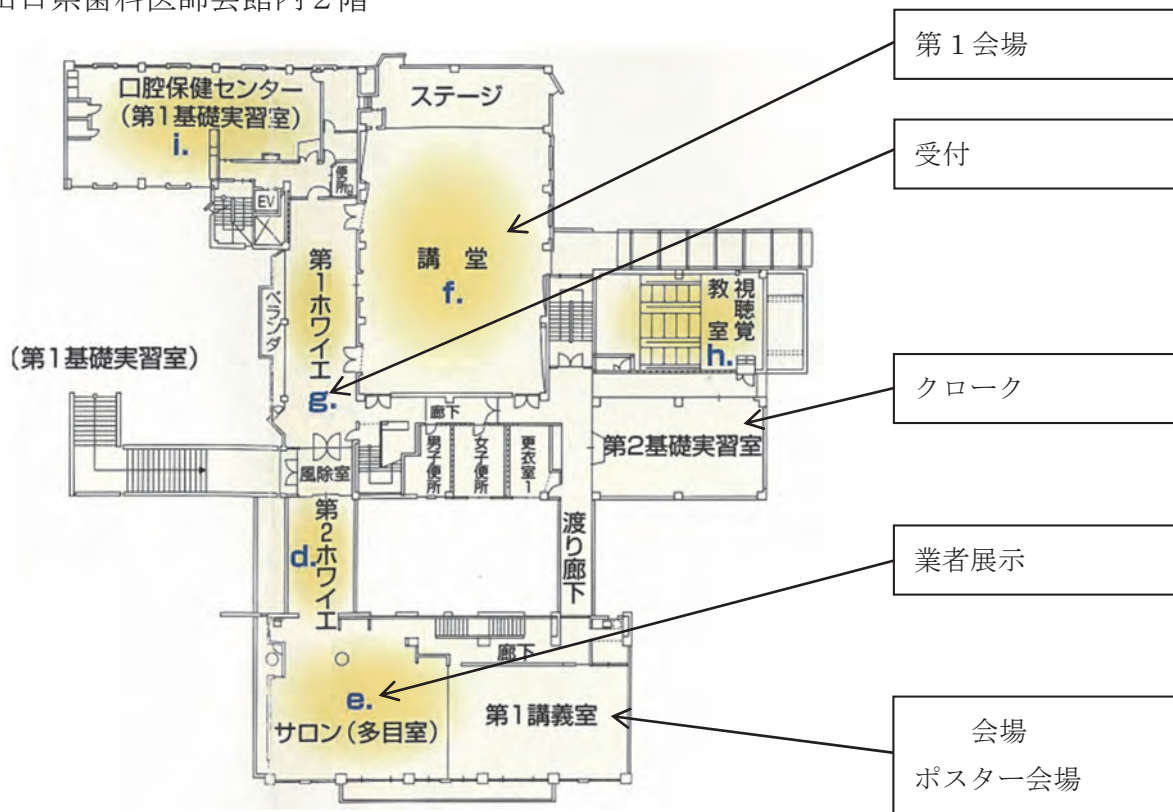 山口県歯科医師会館内２階
第１会場
受付
クローク
業者展示
会場
ポスター会場
口腔保健センター
(第1基礎実習室)
i.
ステージ
便所
EV
第1ホワイエ
g.
講堂
f.
視聴覚
教室
h.
ベランダ
(第1基礎実習室)
廊下
第2基礎実習室
男子便所
女子便所
更衣室1
風除室
第2ホワイエ
d.
渡り廊下
廊下
e.
サロン(多目室)
第1講義室